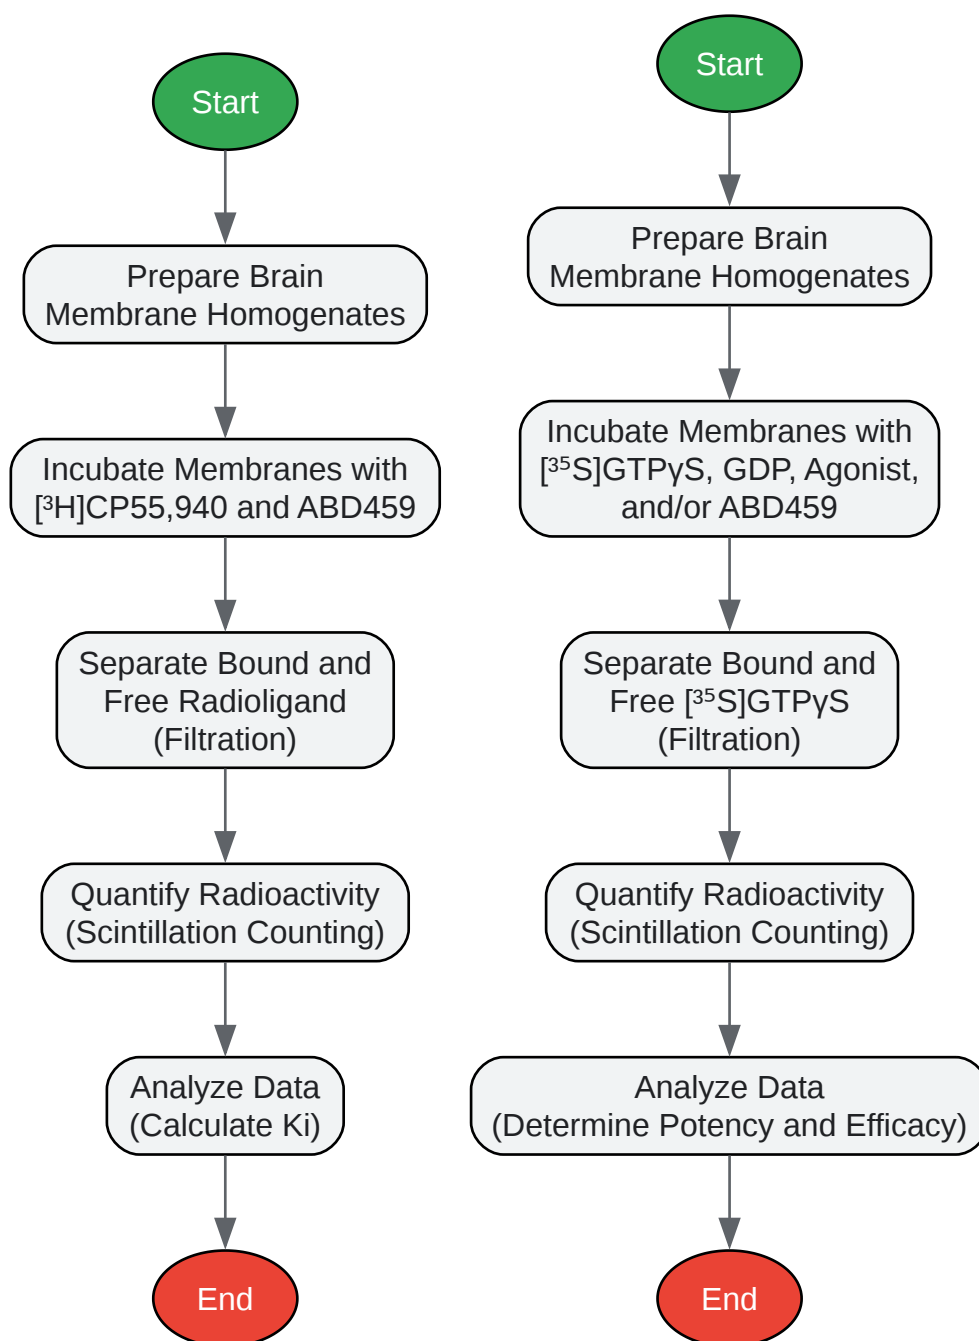 Start
Prepare Brain
Membrane Homogenates
Incubate Membranes with
[³H]CP55,940 and ABD459
Separate Bound and
Free Radioligand
(Filtration)
Quantify Radioactivity
(Scintillation Counting)
Analyze Data
(Calculate Ki)
End
Start
Prepare Brain
Membrane Homogenates
Incubate Membranes with
[³⁵S]GTPγS, GDP, Agonist,
and/or ABD459
Separate Bound and
Free [³⁵S]GTPγS
(Filtration)
Quantify Radioactivity
(Scintillation Counting)
Analyze Data
(Determine Potency and Efficacy)
End